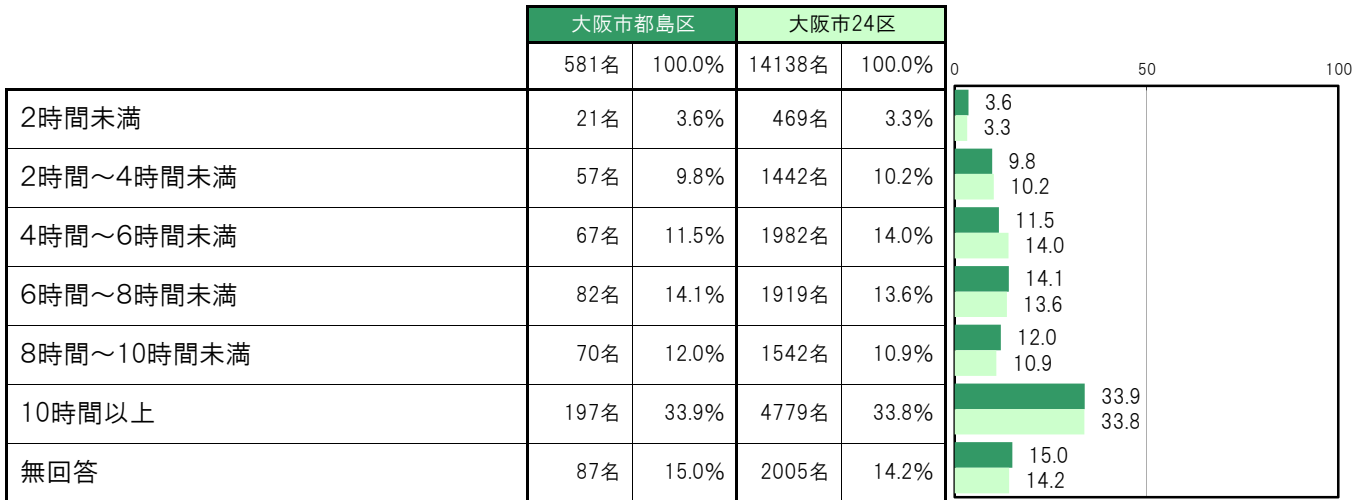 大阪市都島区 大阪市24区
581名 100.0% 14138名 100.0% 0 50 100
2時間未満 21名 3.6% 469名 3.3% 3.6
3.3
2時間～4時間未満 57名 9.8% 1442名 10.2% 9.8
10.2
4時間～6時間未満 67名 11.5% 1982名 14.0% 11.5
14.0
6時間～8時間未満 82名 14.1% 1919名 13.6% 14.1
13.6
8時間～10時間未満 70名 12.0% 1542名 10.9% 12.0
10.9
10時間以上 197名 33.9% 4779名 33.8% 33.9
33.8
無回答 87名 15.0% 2005名 14.2% 15.0
14.2